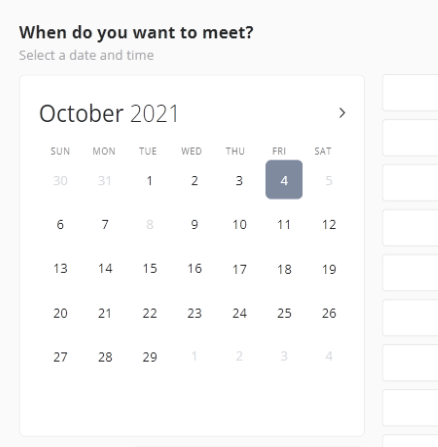 When do you want to meet?
Select a date and time
October 2021
SUN MON TUE WED THU FRI SAT
30 31 1 2 3 4 5
6 7 8 9 10 11 12
13 14 15 16 17 18 19
20 21 22 23 24 25 26
27 28 29 1 2 3 4